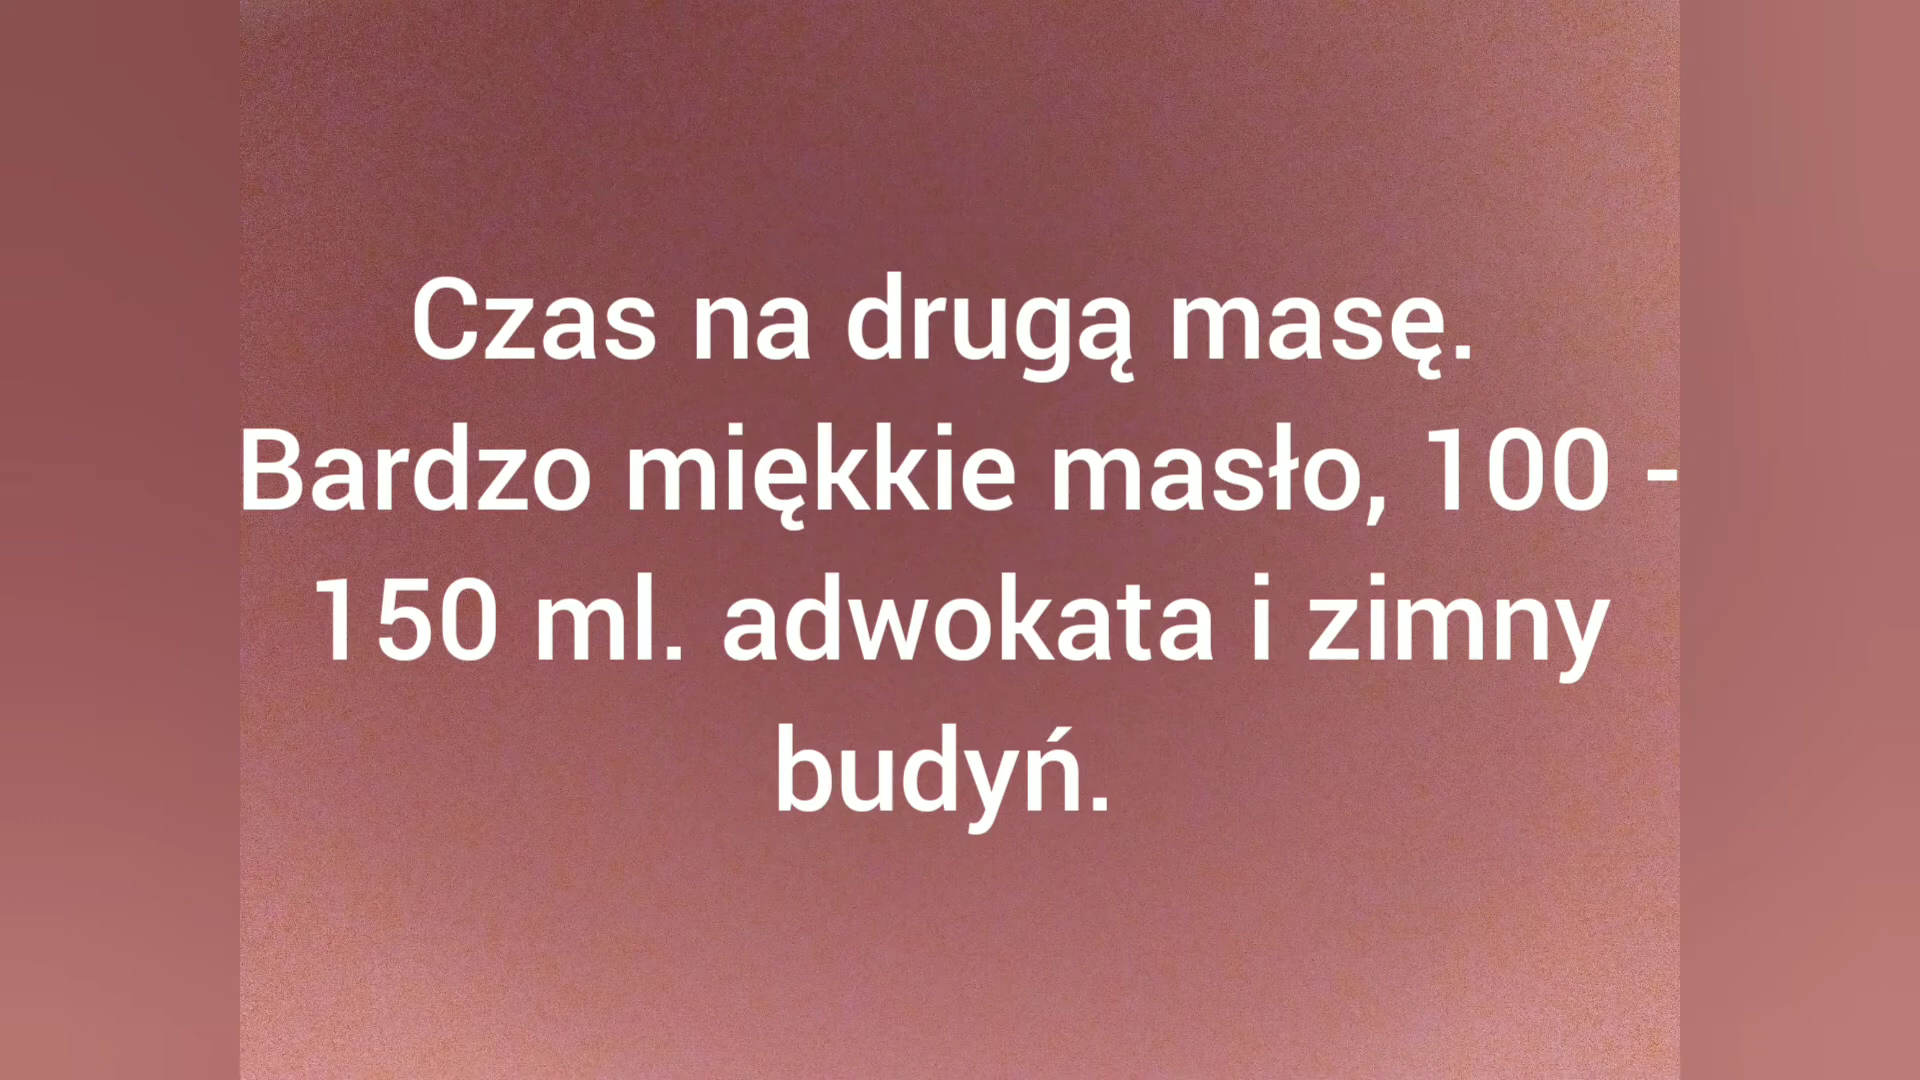 Czas na drugą masę.
Bardzo miękkie masło, 100 -
150 ml. adwokata i zimny
budyń.